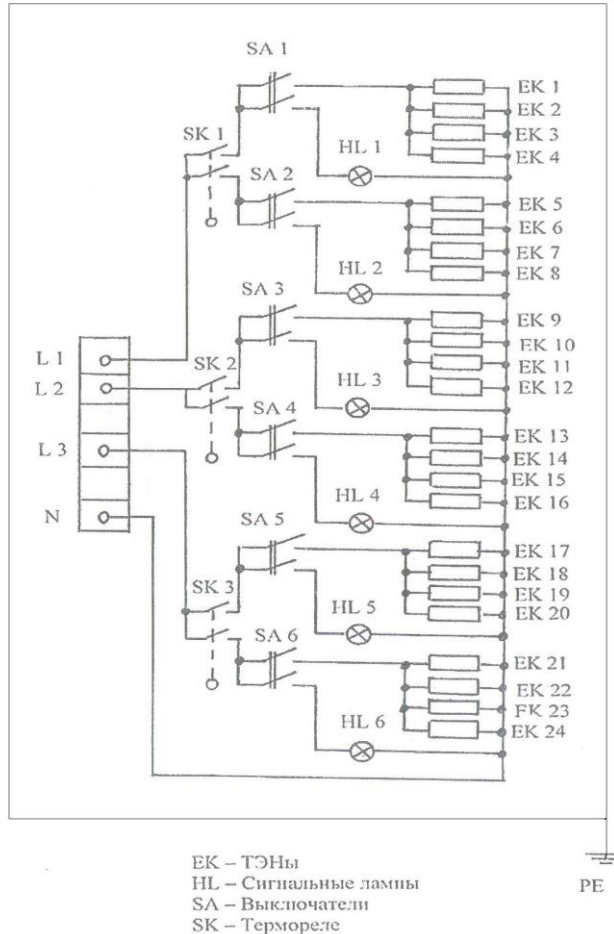 SA 1
EK 1
EK 2
SK 1
HL 1
EK 3
EK 4
SA 2
EK 5
EK 6
EK 7
HL 2
EK 8
SA 3
EK 9
EK 10
L 1
SK 2
EK 11
L 2
HL 3
EK 12
SA 4
EK 13
L 3
EK 14
EK 15
HL 4
EK 16
N
SA 5
EK 17
EK 18
SK 3
EK 19
HL 5
EK 20
SA 6
EK 21
EK 22
HL 6
EK 23
EK 24
EK – ТЭНы
HL – Сигнальные лампы
PE
SA – Выключатели
SK – Термореле